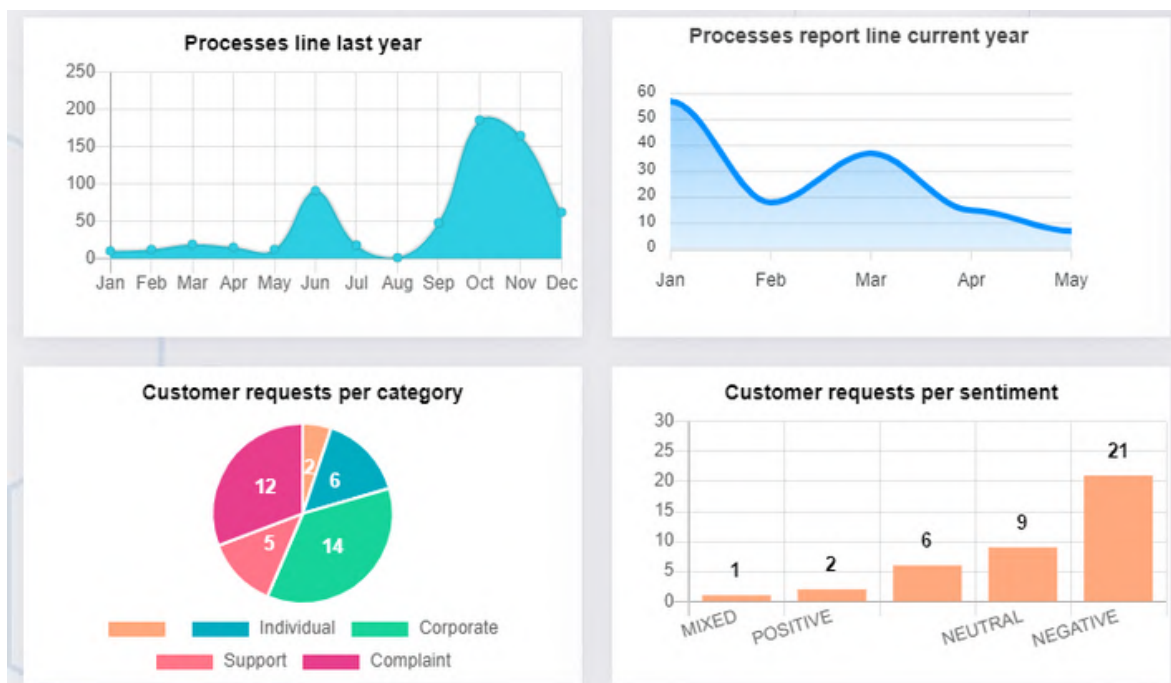 Processes line last year
250
200
150
100
50
0
Jan Feb Mar Apr May Jun Jul Aug Sep Oct Nov Dec
Processes report line current year
60
50
40
30
20
10
0
Jan Feb Mar Apr May
Customer requests per category
2
6
12
5
14
Individual Corporate
Support Complaint
Customer requests per sentiment
30
25
20
15
10
5
0
1 2 6 9 21
MIXED POSITIVE NEUTRAL NEGATIVE